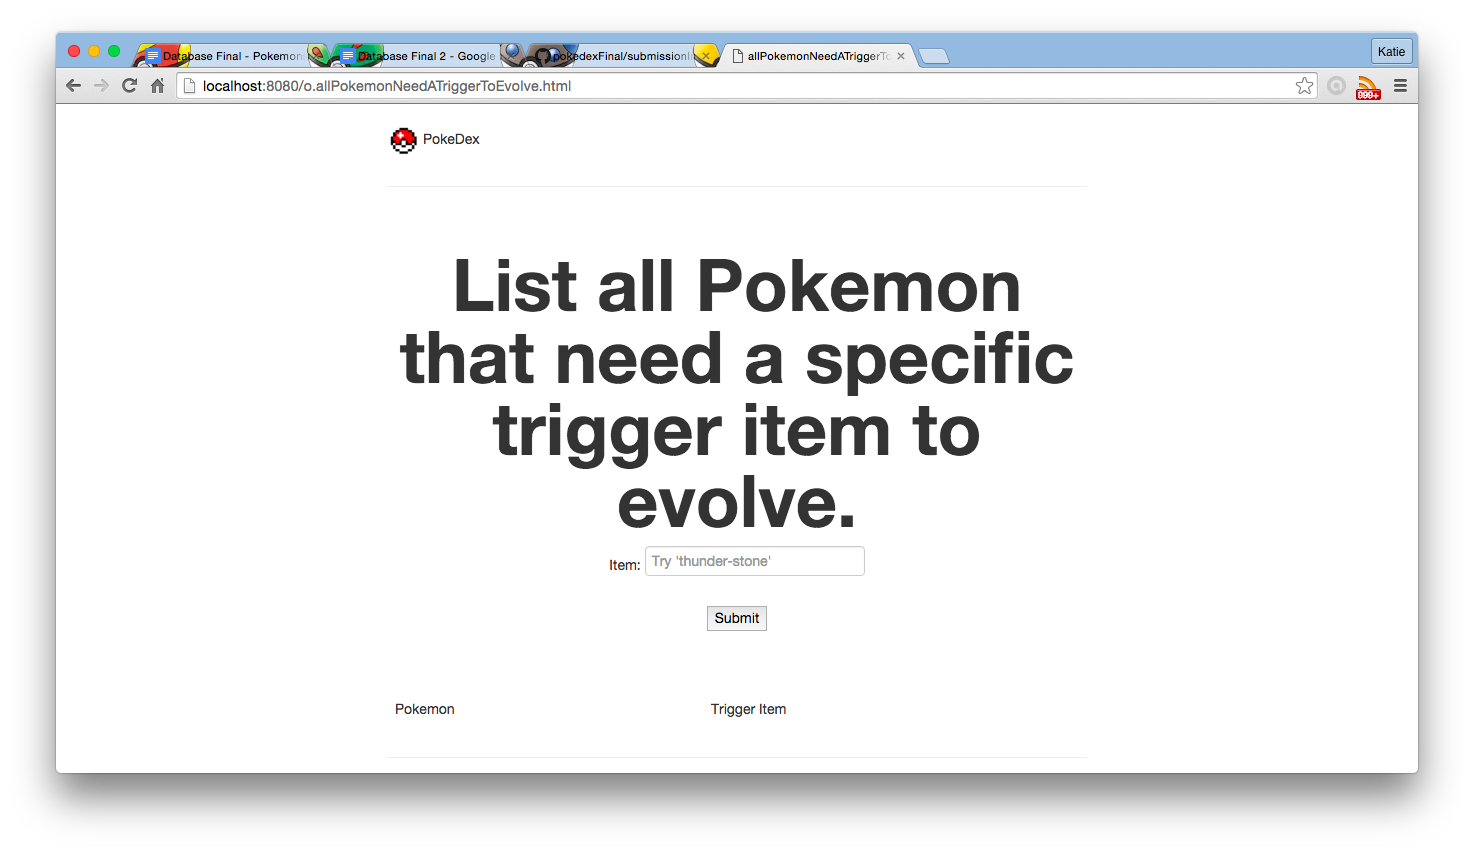 Database Final - Pokemon
Database Final 2 - Google
pokedexFinal/submission
allPokemonNeedATriggerTo
Katie
localhost:8080/o.allPokemonNeedATriggerToEvolve.html
999+
PokeDex
List all Pokemon
that need a specific
trigger item to
evolve.
Item: Try 'thunder-stone'
Submit
Pokemon Trigger Item